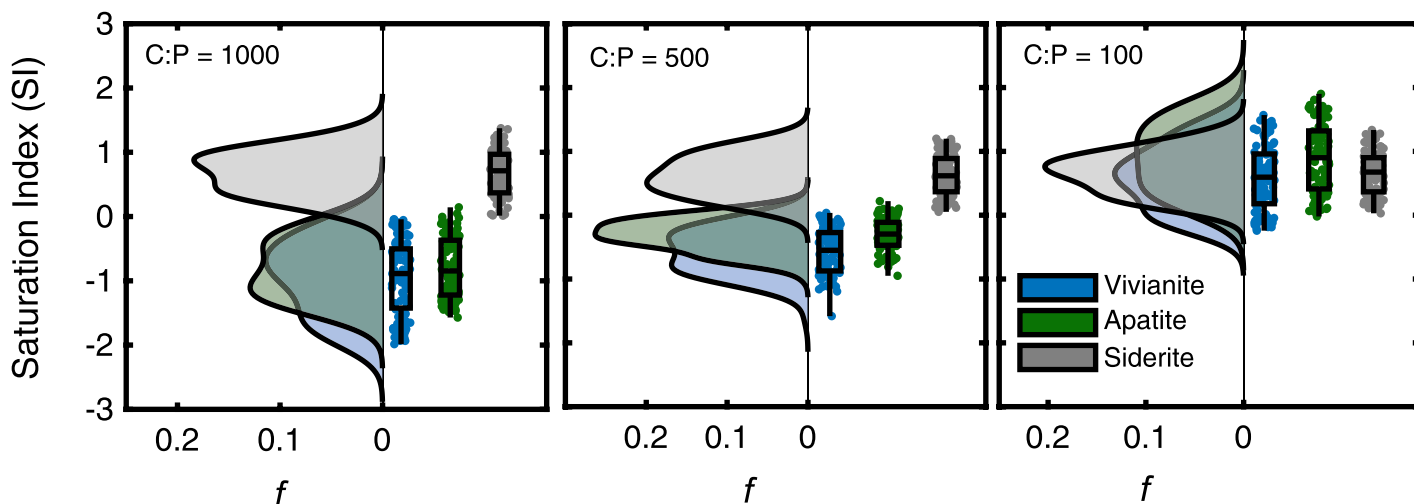 Saturation Index (SI)
3
2
1
0
-1
-2
-3
C:P = 1000
C:P = 500
C:P = 100
Vivianite
Apatite
Siderite
0.2 0.1 0
0.2 0.1 0
0.2 0.1 0
f
f
f